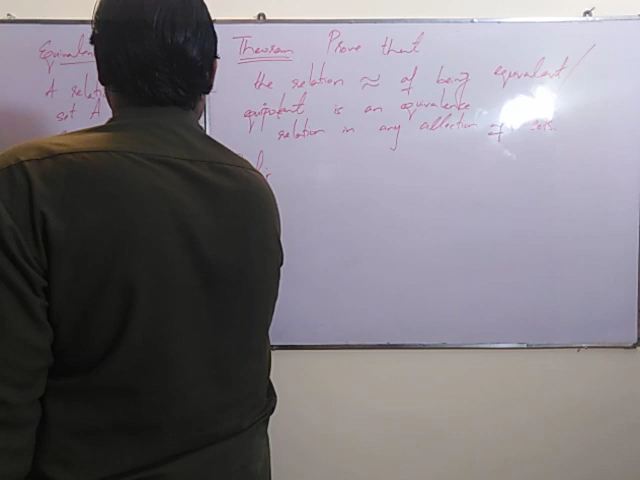 Equivalen
A relati
set A
Theorem Prove that
the relation ≈ of being equivalent/
equipotent is an equivalence
relation in any collection of sets.